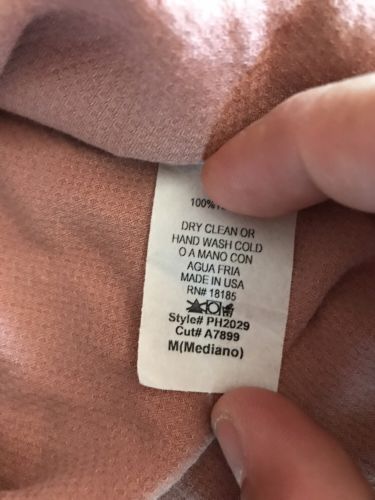 100%
DRY CLEAN OR
HAND WASH COLD
O A MANO CON
AGUA FRIA
MADE IN USA
RN# 18185
Style# PH2029
Cut# A7899
M(Mediano)